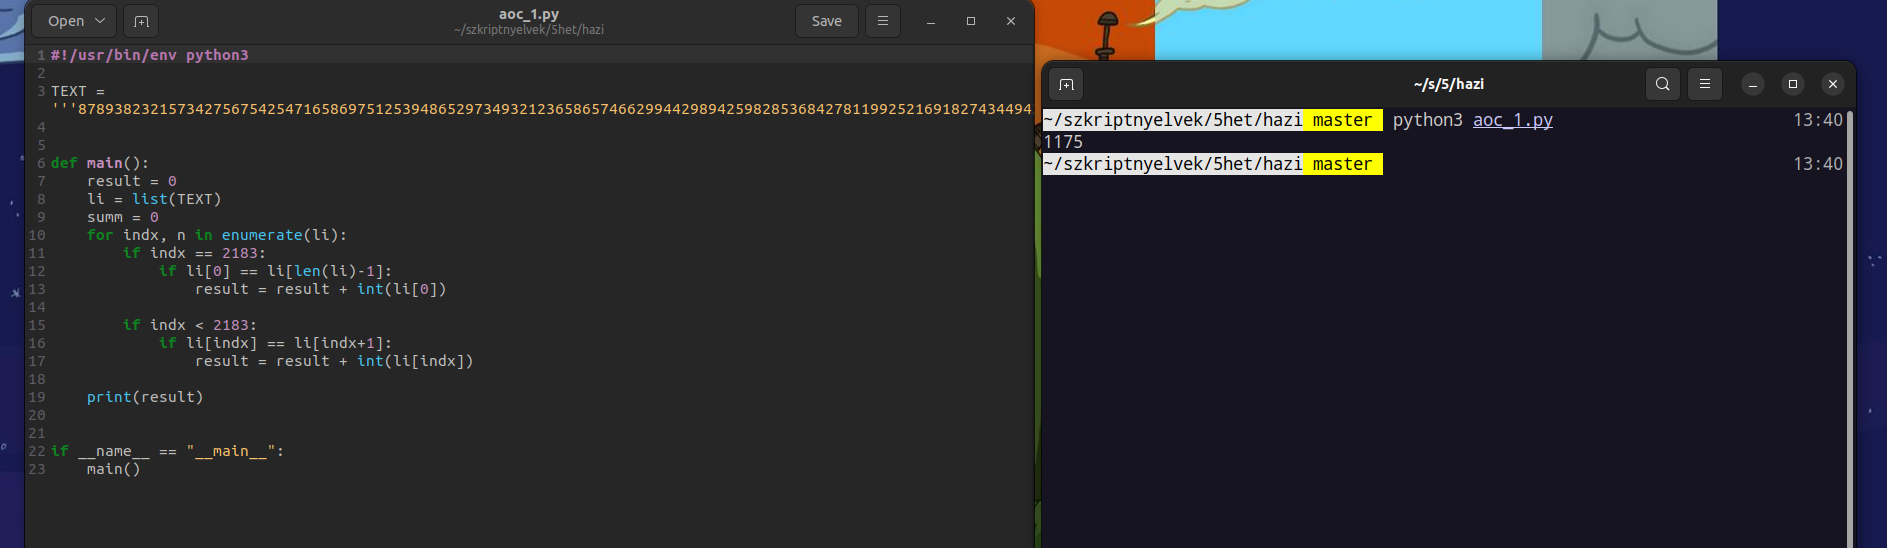 Open
aoc_1.py
~/szkriptnyelvek/5het/hazi
Save
1 #!/usr/bin/env python3
2
3 TEXT =
'''8789382321573427567542547165869751253948652973493212365865746629944298942598285368427811992521691827434494
4
5
6 def main():
7     result = 0
8     li = list(TEXT)
9     summ = 0
10     for indx, n in enumerate(li):
11         if indx == 2183:
12             if li[0] == li[len(li)-1]:
13                 result = result + int(li[0])
14
15         if indx < 2183:
16             if li[indx] == li[indx+1]:
17                 result = result + int(li[indx])
18
19     print(result)
20
21
22 if __name__ == "__main__":
23     main()
~/s/5/hazi
~/szkriptnyelvek/5het/hazi master python3 aoc_1.py 13:40
1175
~/szkriptnyelvek/5het/hazi master 13:40